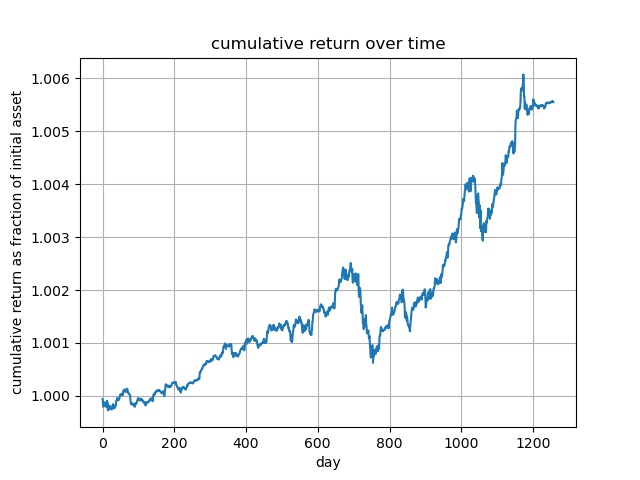 cumulative return over time
cumulative return as fraction of initial asset
1.006
1.005
1.004
1.003
1.002
1.001
1.000
0 200 400 600 800 1000 1200
day